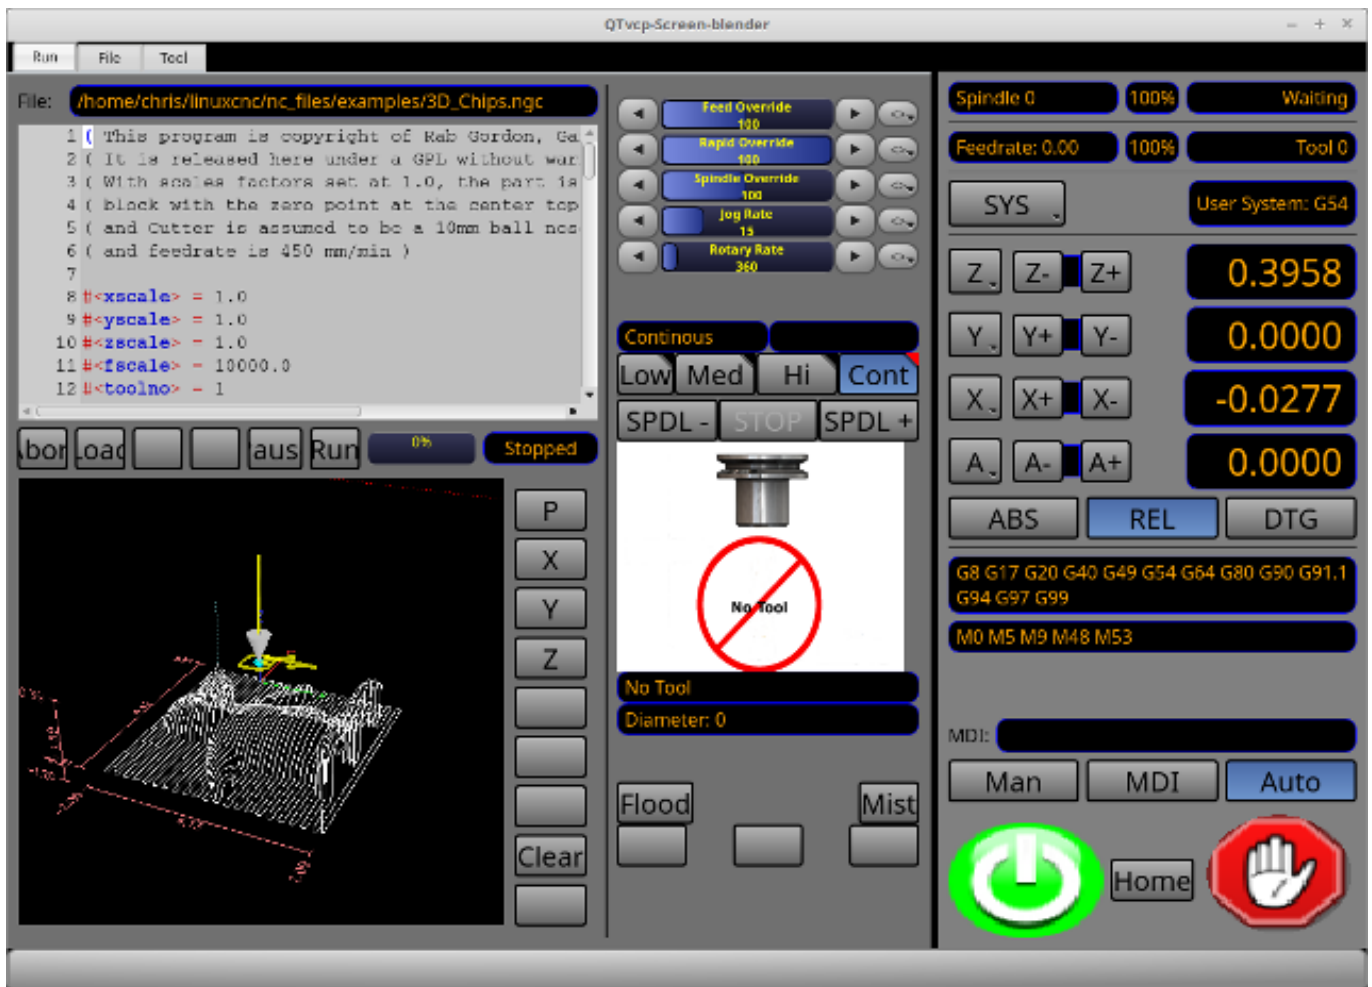 QTvcp-Screen-blender
Run File Tool
File: /home/chris/linuxcnc/nc_files/examples/3D_Chips.ngc
1 ( This program is copyright of Rab Gordon, Ga
2 ( It is released here under a GPL without war
3 ( With scales factors set at 1.0, the part is
4 ( block with the zero point at the center top
5 ( and Cutter is assumed to be a 10mm ball nos
6 ( and feedrate is 450 mm/min )
7
8 #<xscale> = 1.0
9 #<yscale> = 1.0
10 #<zscale> = 1.0
11 #<fscale> = 10000.0
12 #<toolno> = 1
bor Load aus Run 0% Stopped
P
X
Y
Z
Clear
Feed Override
100
Rapid Override
100
Spindle Override
100
Jog Rate
15
Rotary Rate
360
Continous
Low Med Hi Cont
SPDL - STOP SPDL +
No Tool
No Tool
Diameter: 0
Flood Mist
Spindle 0 100% Waiting
Feedrate: 0.00 100% Tool 0
SYS User System: G54
Z Z- Z+ 0.3958
Y Y+ Y- 0.0000
X X+ X- -0.0277
A A- A+ 0.0000
ABS REL DTG
G8 G17 G20 G40 G49 G54 G64 G80 G90 G91.1
G94 G97 G99
M0 M5 M9 M48 M53
MDI:
Man MDI Auto
Home